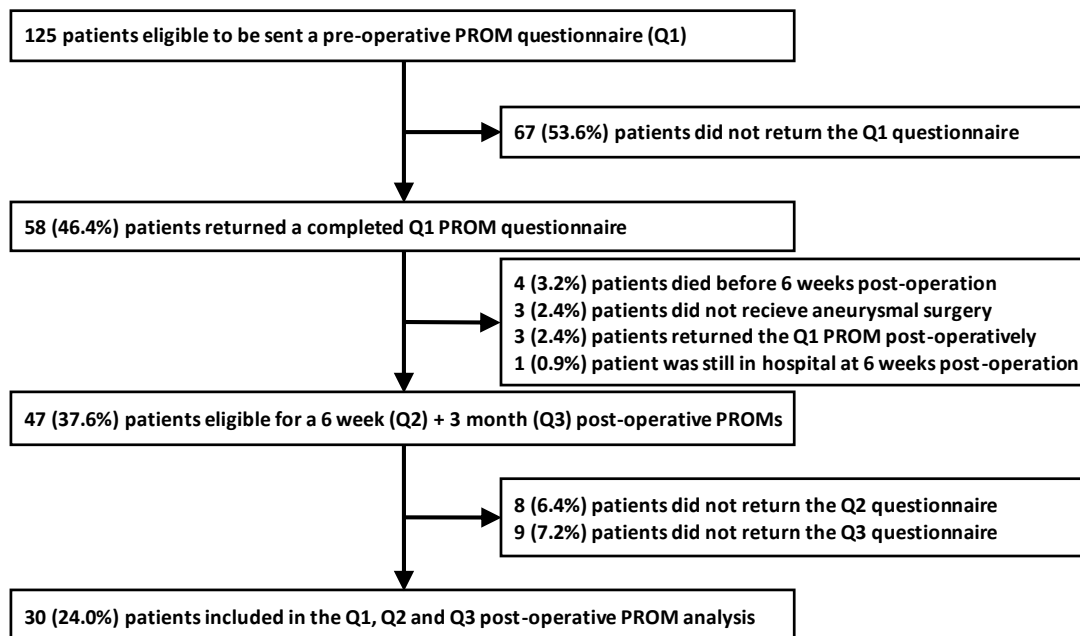 125 patients eligible to be sent a pre-operative PROM questionnaire (Q1)
67 (53.6%) patients did not return the Q1 questionnaire
58 (46.4%) patients returned a completed Q1 PROM questionnaire
4 (3.2%) patients died before 6 weeks post-operation
3 (2.4%) patients did not recieve aneurysmal surgery
3 (2.4%) patients returned the Q1 PROM post-operatively
1 (0.9%) patient was still in hospital at 6 weeks post-operation
47 (37.6%) patients eligible for a 6 week (Q2) + 3 month (Q3) post-operative PROMs
8 (6.4%) patients did not return the Q2 questionnaire
9 (7.2%) patients did not return the Q3 questionnaire
30 (24.0%) patients included in the Q1, Q2 and Q3 post-operative PROM analysis